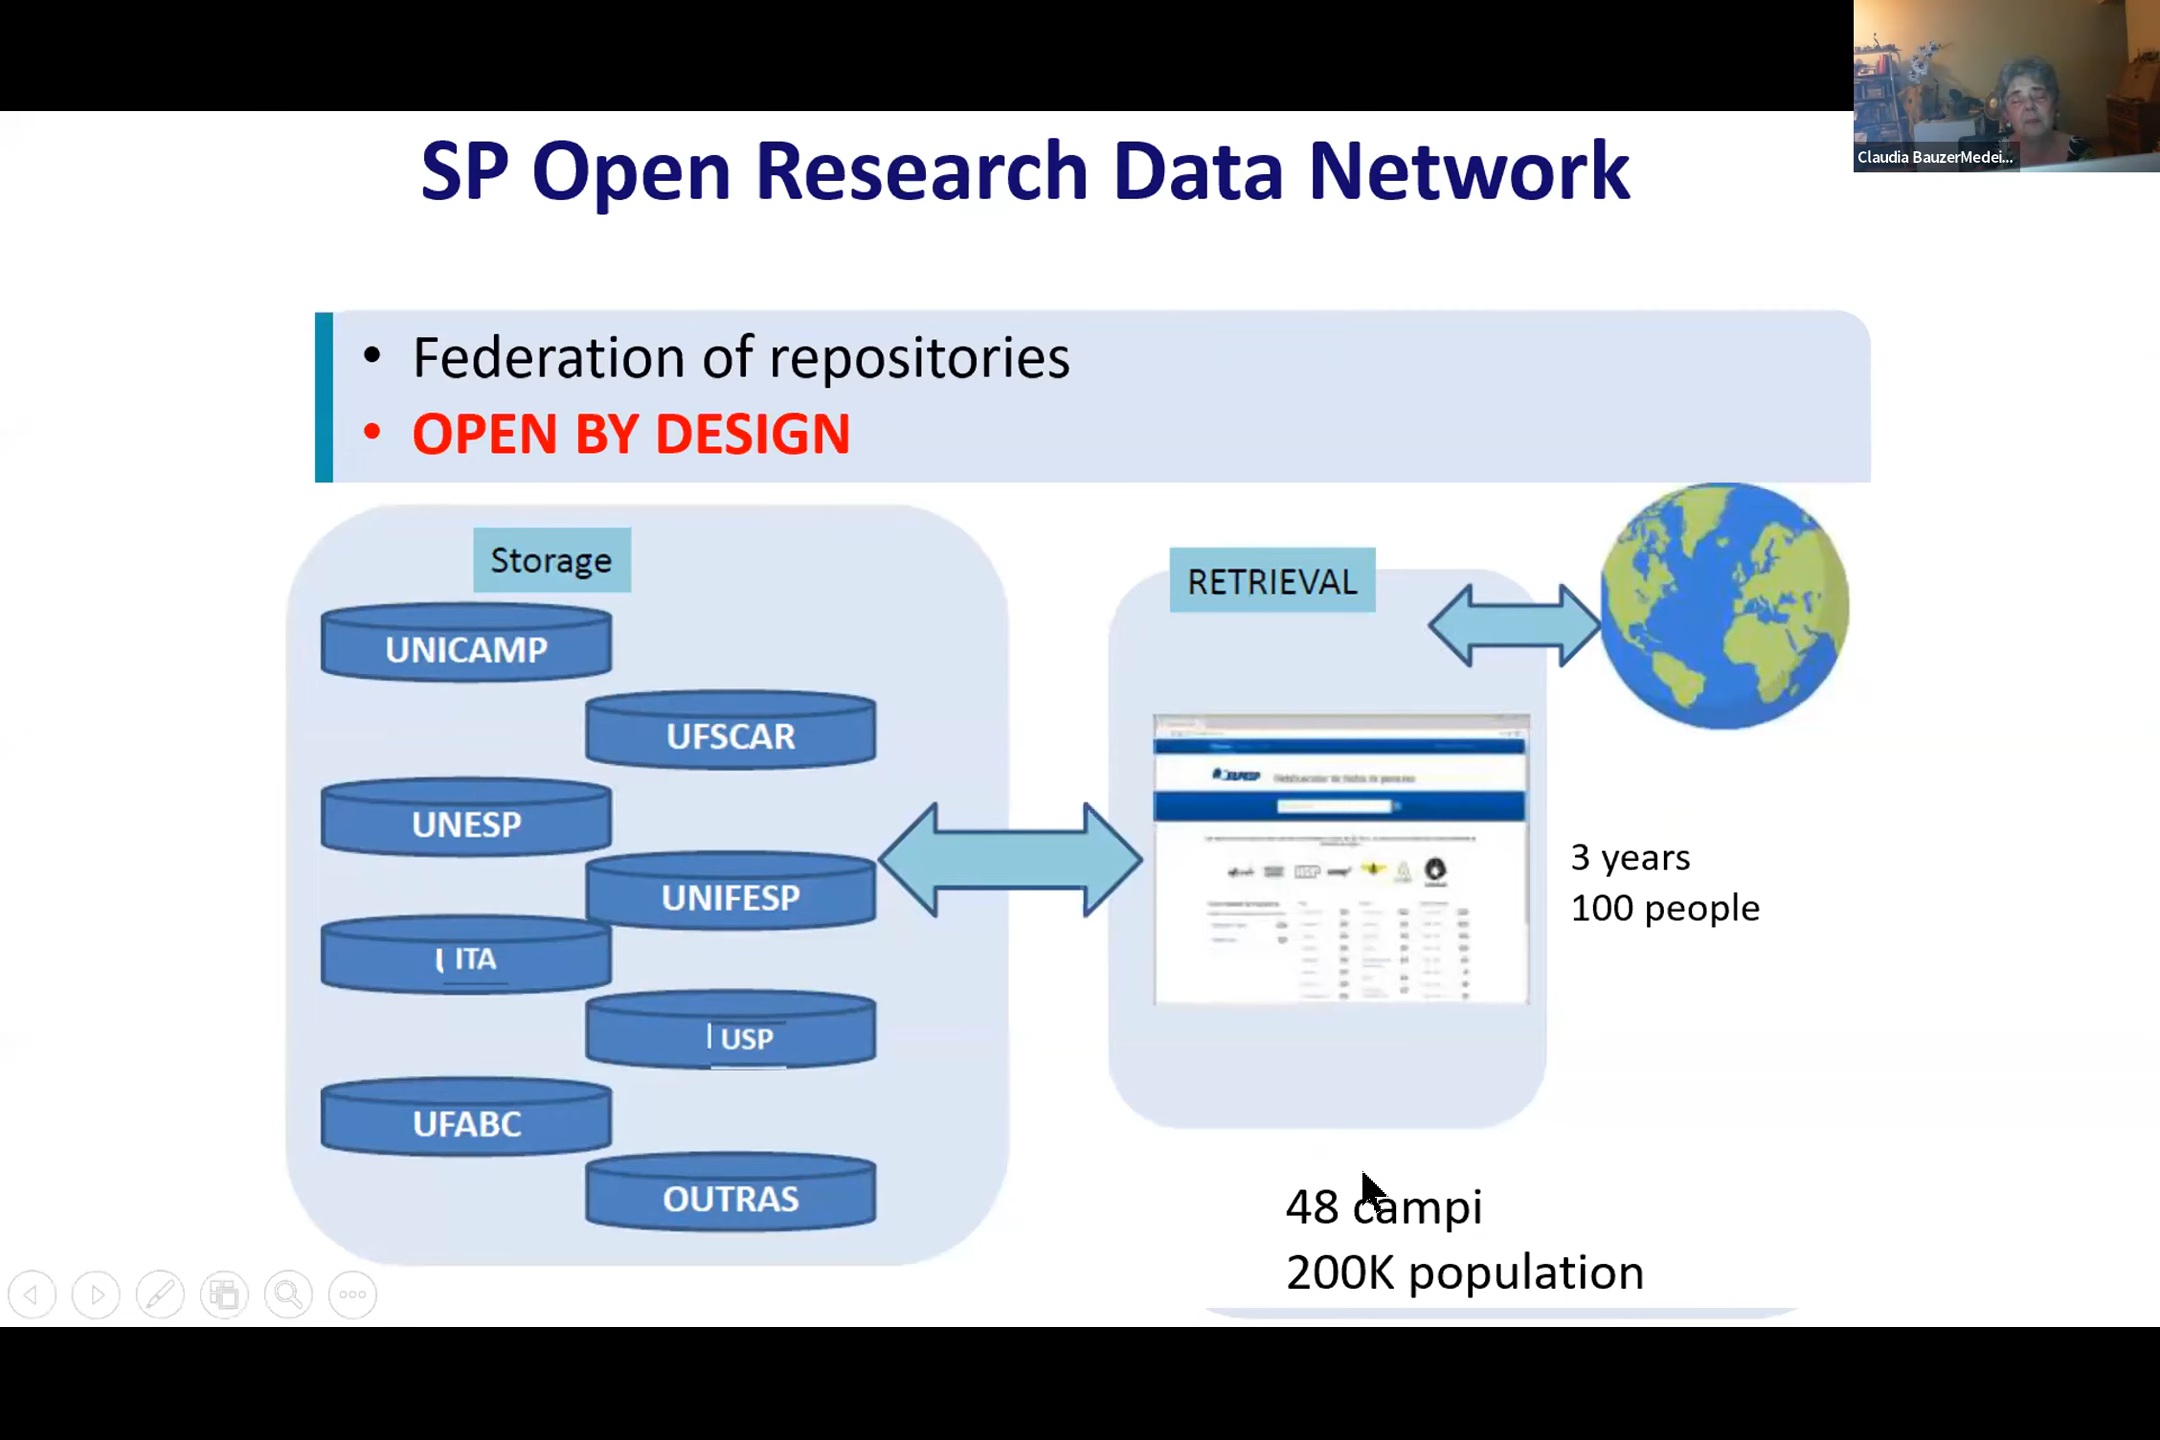 Claudia BauzerMedei...
SP Open Research Data Network
• Federation of repositories
• OPEN BY DESIGN
Storage
UNICAMP
UFSCAR
UNESP
UNIFESP
ITA
USP
UFABC
OUTRAS
RETRIEVAL
3 years
100 people
48 campi
200K population